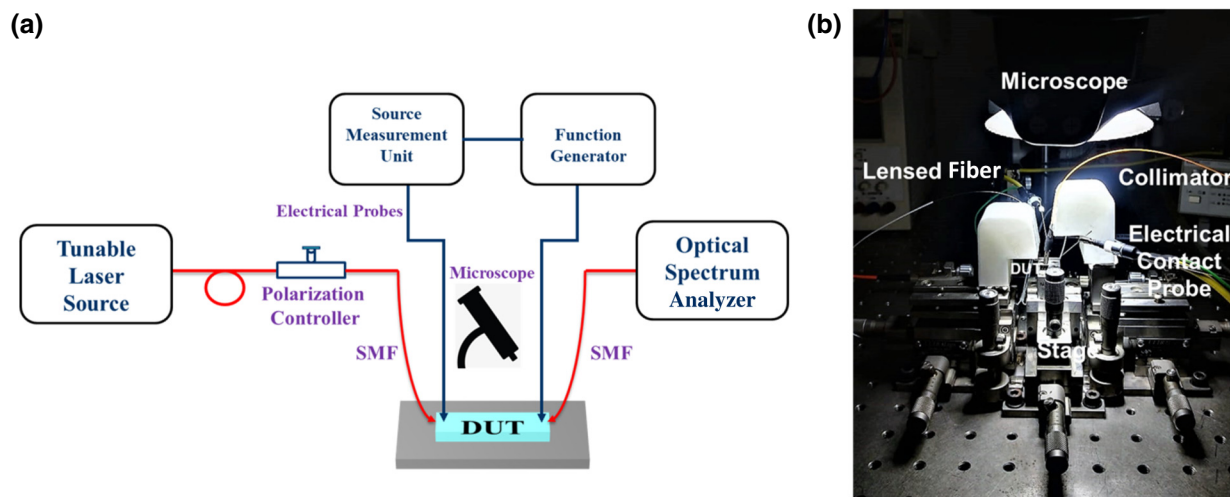 (a)
Source
Measurement
Unit
Function
Generator
Electrical Probes
Tunable
Laser
Source
Polarization
Controller
Microscope
Optical
Spectrum
Analyzer
SMF
SMF
DUT
(b)
Microscope
Lensed Fiber
Collimator
Electrical
Contact
Probe
DUT
Stage